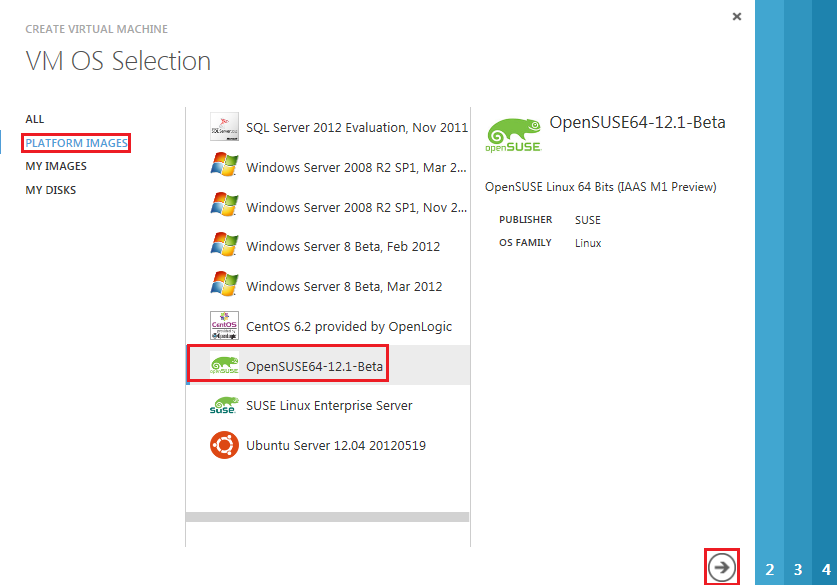 CREATE VIRTUAL MACHINE
VM OS Selection
ALL
PLATFORM IMAGES
MY IMAGES
MY DISKS
SQL Server 2012 Evaluation, Nov 2011
Windows Server 2008 R2 SP1, Mar 2...
Windows Server 2008 R2 SP1, Nov 2...
Windows Server 8 Beta, Feb 2012
Windows Server 8 Beta, Mar 2012
CentOS 6.2 provided by OpenLogic
OpenSUSE64-12.1-Beta
SUSE Linux Enterprise Server
Ubuntu Server 12.04 20120519
openSUSE
OpenSUSE64-12.1-Beta
OpenSUSE Linux 64 Bits (IAAS M1 Preview)
PUBLISHER SUSE
OS FAMILY Linux
2 3 4